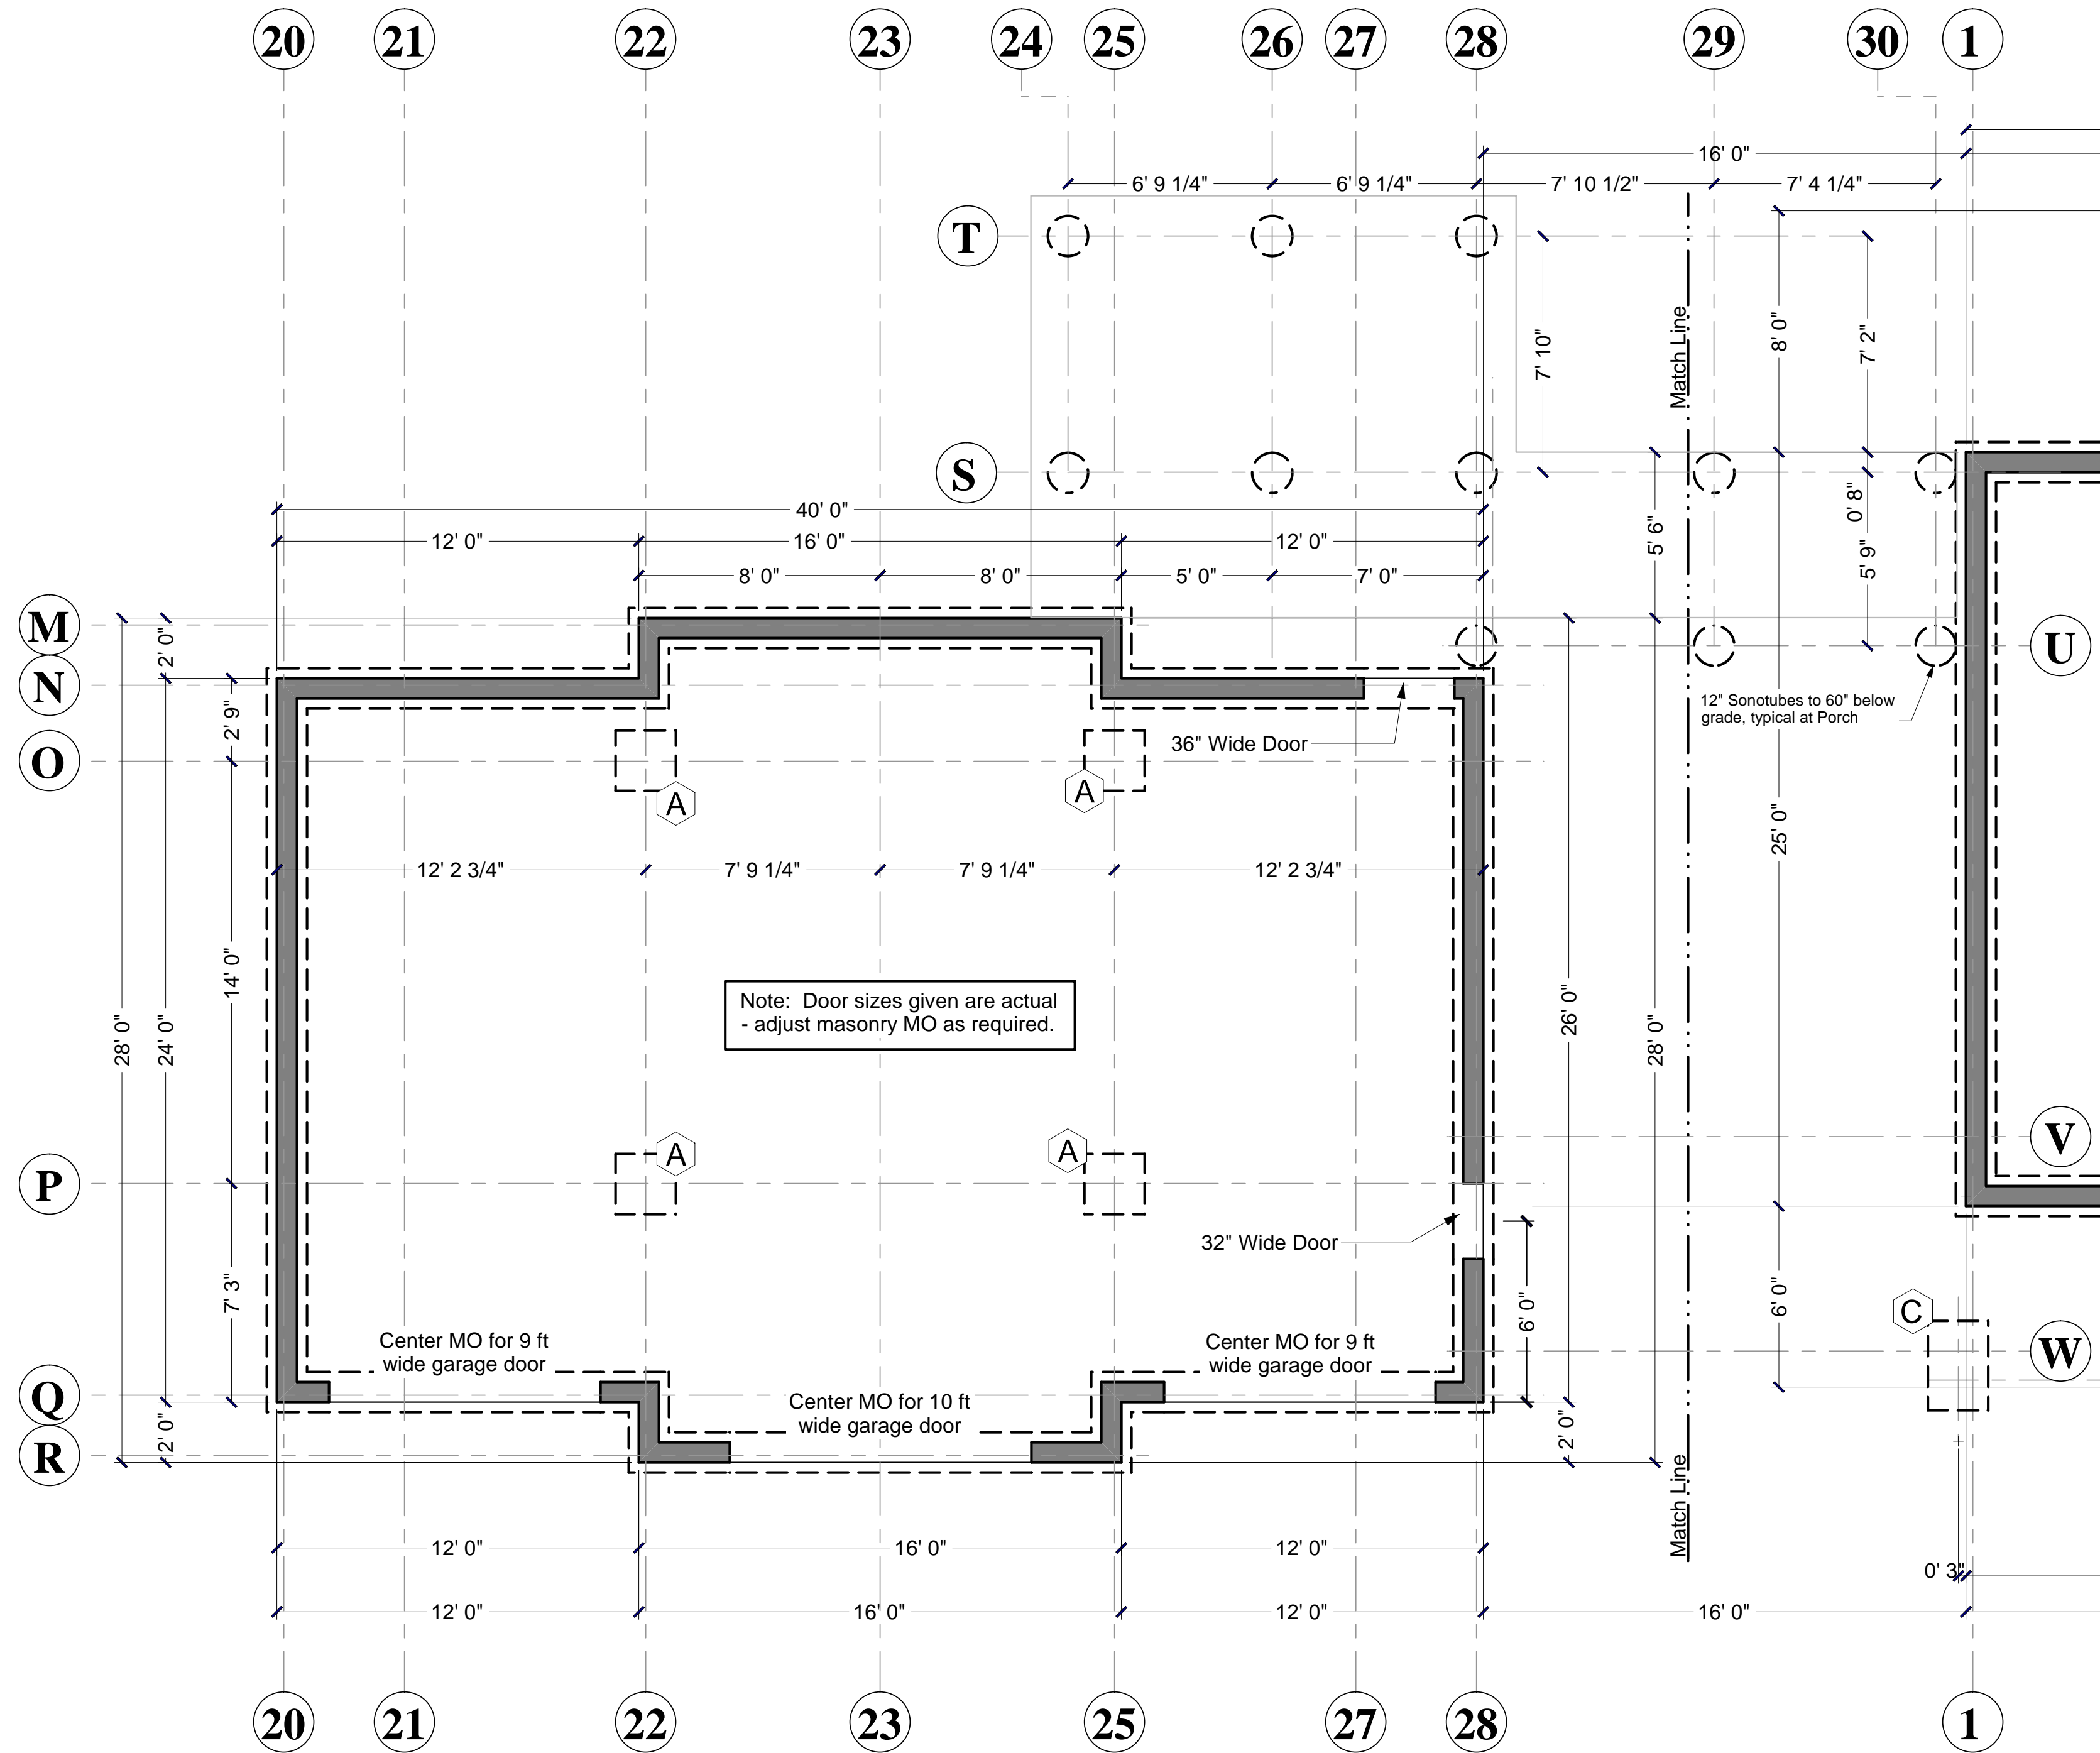 20 21 22 23 24 25 26 27 28 29 30 1
16' 0"
6' 9 1/4" 6' 9 1/4" 7' 10 1/2" 7' 4 1/4"
T
Match Line
7' 10"
8' 0"
7' 2"
S
0' 8"
40' 0"
5' 6"
12' 0" 16' 0" 12' 0"
5' 9"
8' 0" 8' 0" 5' 0" 7' 0"
M
2' 0"
U
N
2' 9"
12" Sonotubes to 60" below
grade, typical at Porch
36" Wide Door
O
A
A
25' 0"
12' 2 3/4" 7' 9 1/4" 7' 9 1/4" 12' 2 3/4"
14' 0"
Note: Door sizes given are actual
- adjust masonry MO as required.
28' 0" 24' 0"
26' 0" 28' 0"
V
A
A
P
32" Wide Door
7' 3"
6' 0"
6' 0"
C
Center MO for 9 ft
wide garage door
Center MO for 9 ft
wide garage door
W
Q
Center MO for 10 ft
wide garage door
2' 0"
2' 0"
R
Match Line
12' 0" 16' 0" 12' 0"
0' 3"
12' 0" 16' 0" 12' 0" 16' 0"
20 21 22 23 25 27 28 1